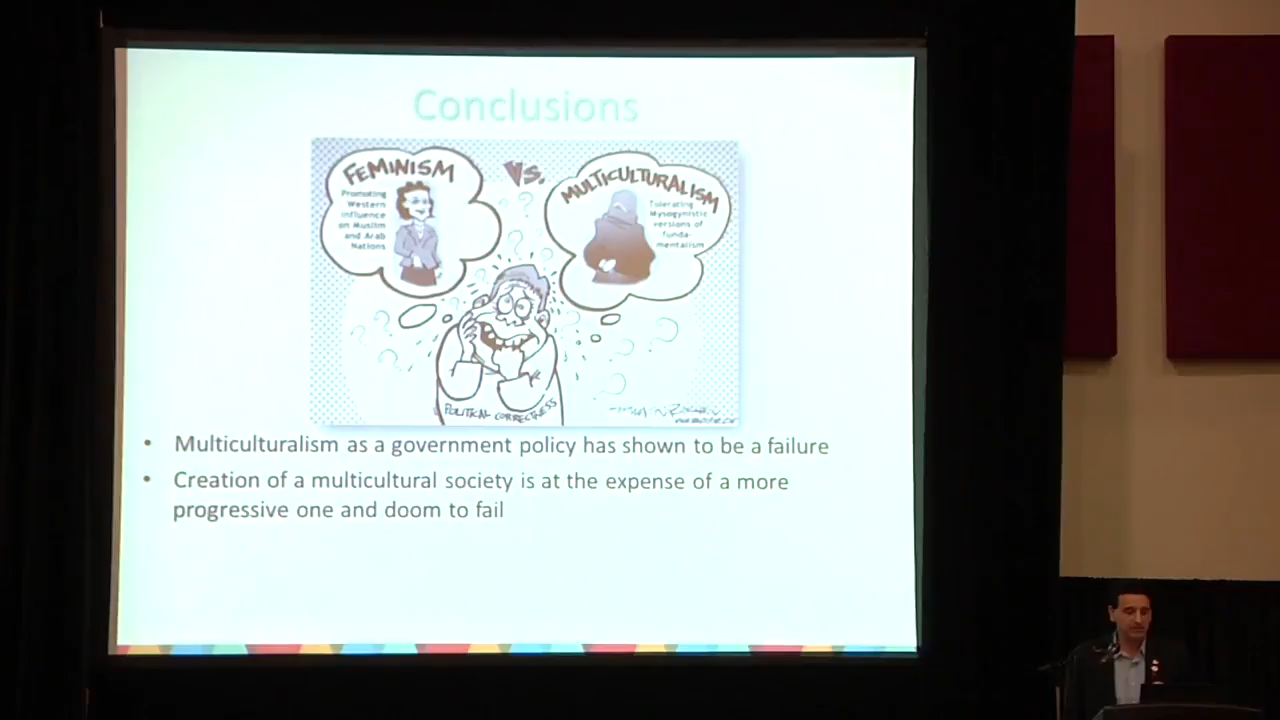 Conclusions
FEMINISM
VS.
MULTICULTURALISM
Promoting
Western
influence
on Muslim
and Arab
Nations
Tolerating
Mysogynistic
versions of
funda-
mentalism
POLITICAL CORRECTNESS
• Multiculturalism as a government policy has shown to be a failure
• Creation of a multicultural society is at the expense of a more
progressive one and doom to fail